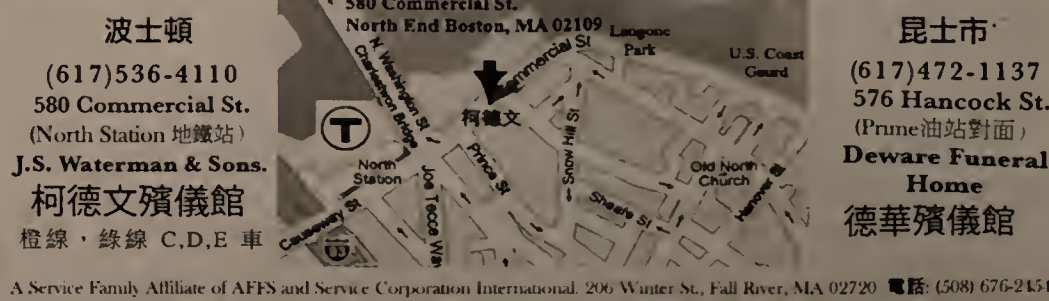 波士頓
(617)536-4110
580 Commercial St.
(North Station 地鐵站)
J.S. Waterman & Sons.
柯德文殯儀館
橙線，綠線 C,D,E 車
580 Commercial St.
North End Boston, MA 02109
Langone
Park
U.S. Coast
Guard
Commercial St
N. Washington St
Charlestown Bridge
柯德文
T
North
Station
Prince St
Snow Hill St
Old North
Church
Hanover
Sheafe St
Joe Tecce Way
Causeway St
昆士市
(617)472-1137
576 Hancock St.
(Prime油站對面)
Deware Funeral
Home
德華殯儀館
A Service Family Affiliate of AFFS and Service Corporation International. 206 Winter St., Fall River, MA 02720 電話: (508) 676-2454